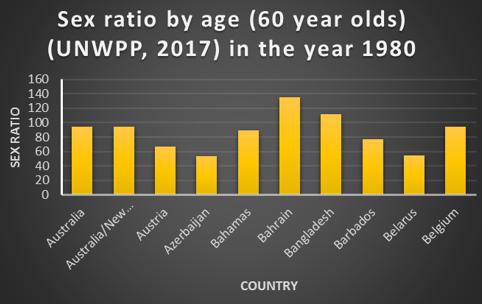 Sex ratio by age (60 year olds)
(UNWPP, 2017) in the year 1980
SEX RATIO
160
140
120
100
80
60
40
20
0
Australia
Australia/New...
Austria
Azerbaijan
Bahamas
Bahrain
Bangladesh
Barbados
Belarus
Belgium
COUNTRY